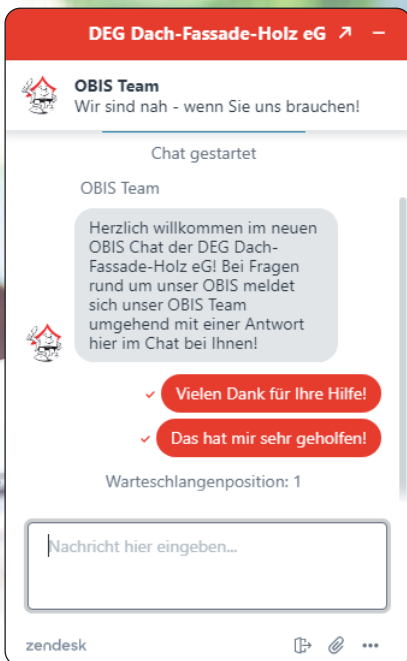 DEG Dach-Fassade-Holz eG
OBIS Team
Wir sind nah - wenn Sie uns brauchen!
Chat gestartet
OBIS Team
Herzlich willkommen im neuen
OBIS Chat der DEG Dach-
Fassade-Holz eG! Bei Fragen
rund um unser OBIS meldet
sich unser OBIS Team
umgehend mit einer Antwort
hier im Chat bei Ihnen!
Vielen Dank für Ihre Hilfe!
Das hat mir sehr geholfen!
Warteschlangenposition: 1
Nachricht hier eingeben...
zendesk